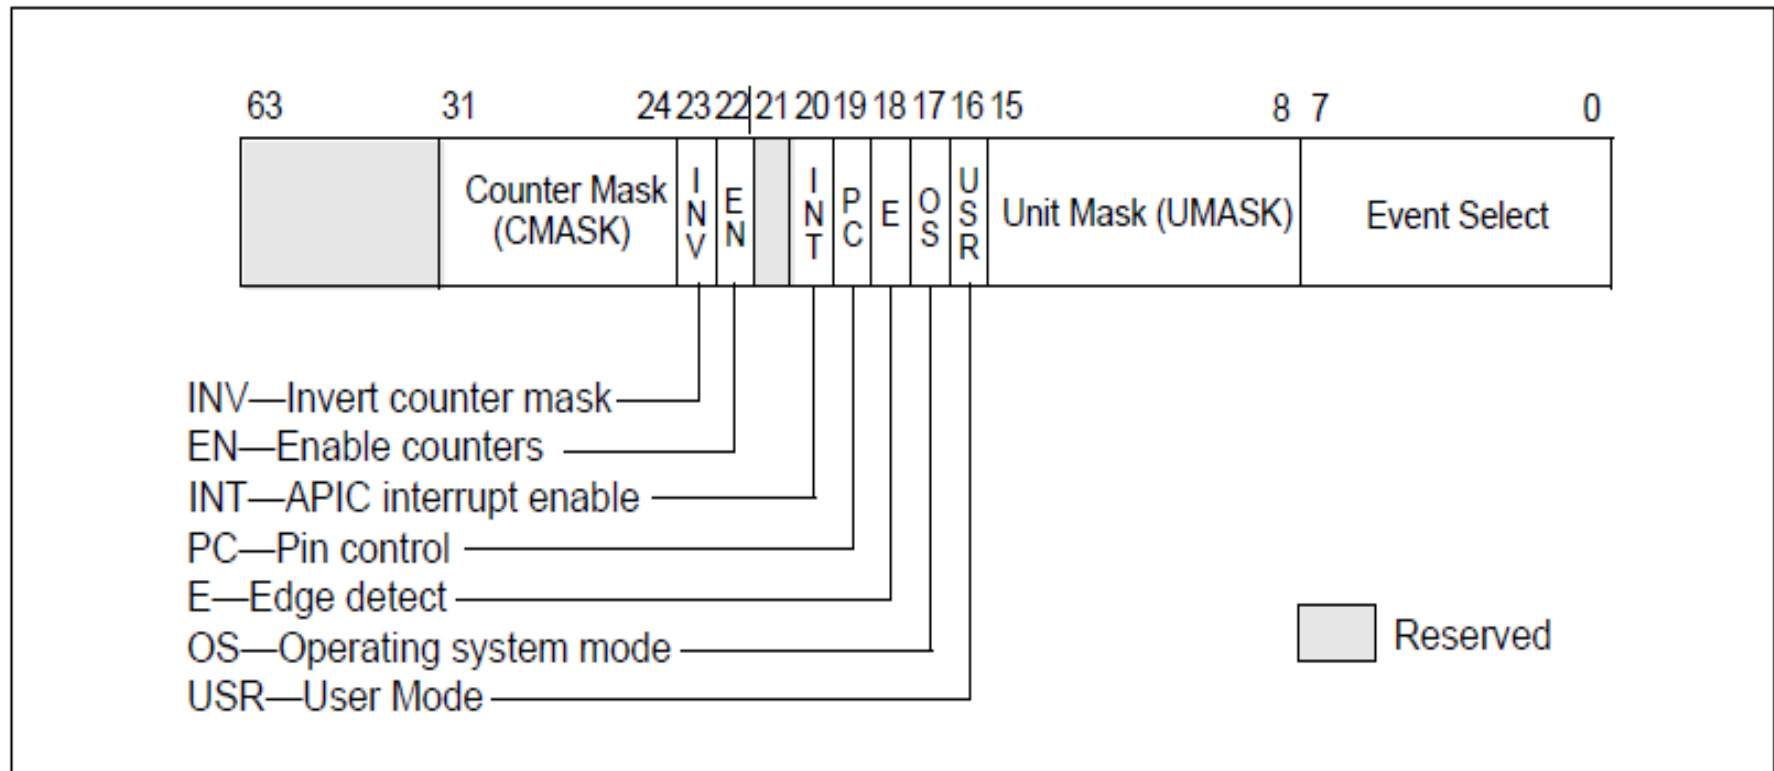 63 31 24 23 22 21 20 19 18 17 16 15 8 7 0
Counter Mask
(CMASK)
INV
EN
INT
PC
E
OS
USR
Unit Mask (UMASK)
Event Select
INV—Invert counter mask
EN—Enable counters
INT—APIC interrupt enable
PC—Pin control
E—Edge detect
OS—Operating system mode
USR—User Mode
Reserved